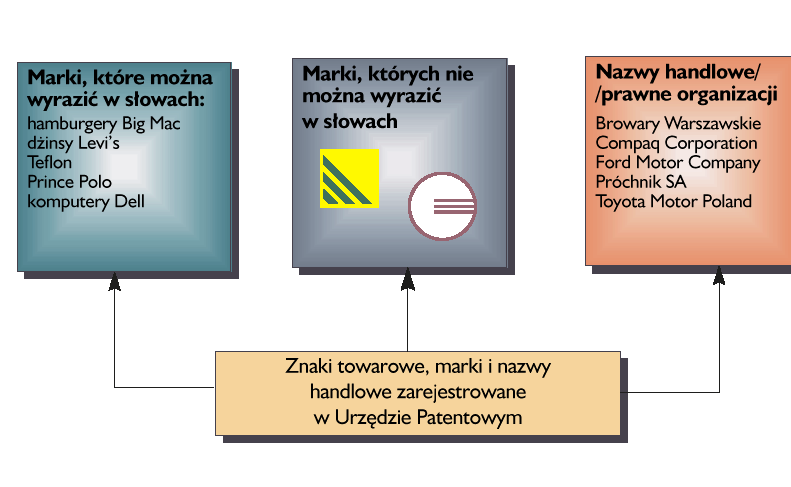 Marki, które można
wyrazić w słowach:
hamburgery Big Mac
dżinsy Levi's
Teflon
Prince Polo
komputery Dell
Marki, których nie
można wyrazić
w słowach
Nazwy handlowe/
/prawne organizacji
Browary Warszawskie
Compaq Corporation
Ford Motor Company
Próchnik SA
Toyota Motor Poland
Znaki towarowe, marki i nazwy
handlowe zarejestrowane
w Urzędzie Patentowym